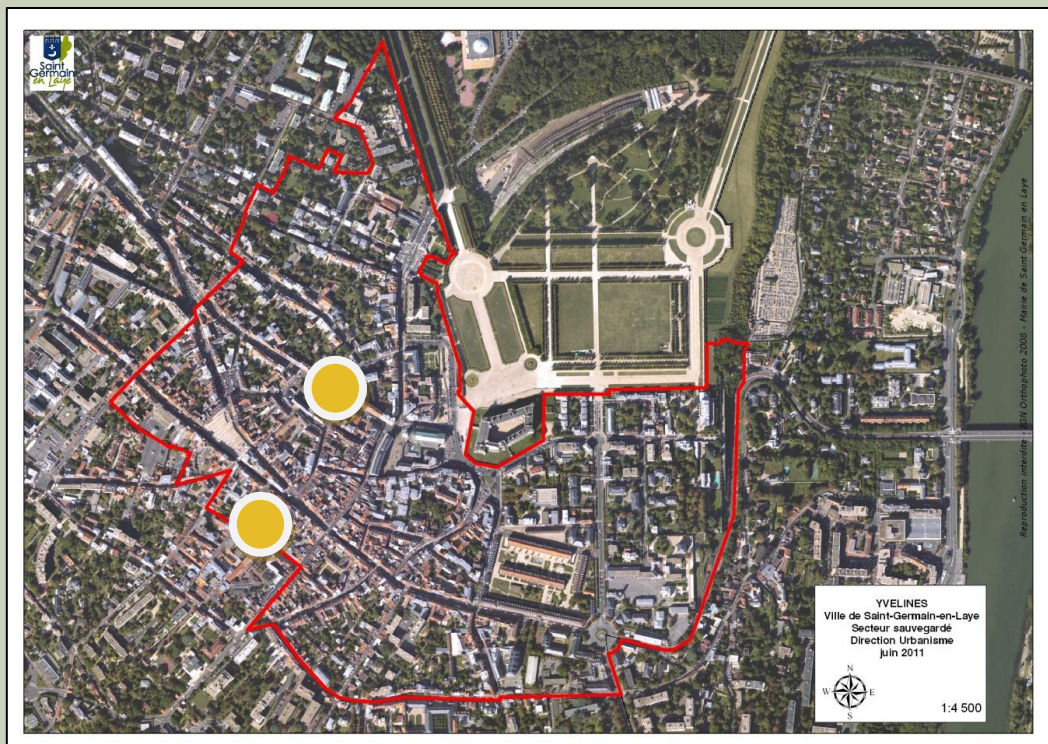 Saint
Germain
en Laye
Reproduction interdite - IGN Orthophoto 2008 - Mairie de Saint Germain en Laye
YVELINES
Ville de Saint-Germain-en-Laye
Secteur sauvegardé
Direction Urbanisme
juin 2011
N
W E
S
1:4 500